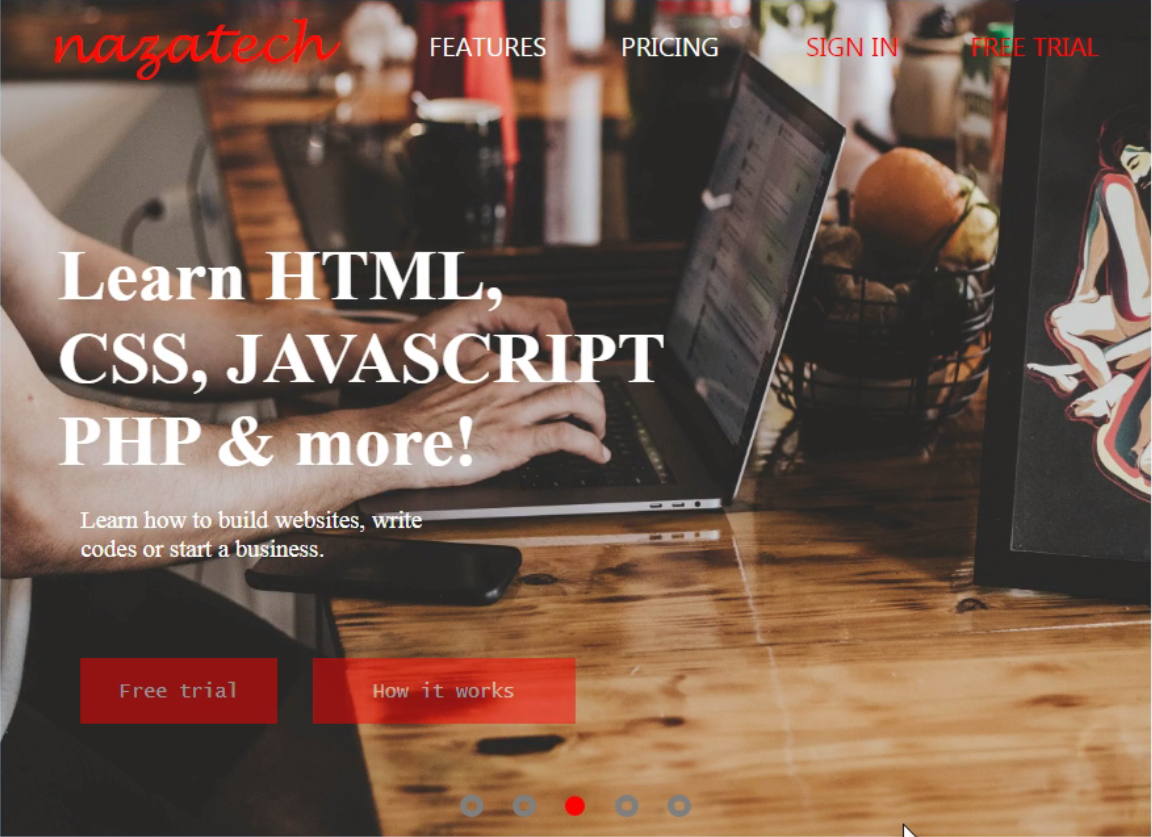 nazatech
FEATURES
PRICING
SIGN IN
FREE TRIAL
Learn HTML,
CSS, JAVASCRIPT
PHP & more!
Learn how to build websites, write
codes or start a business.
Free trial
How it works